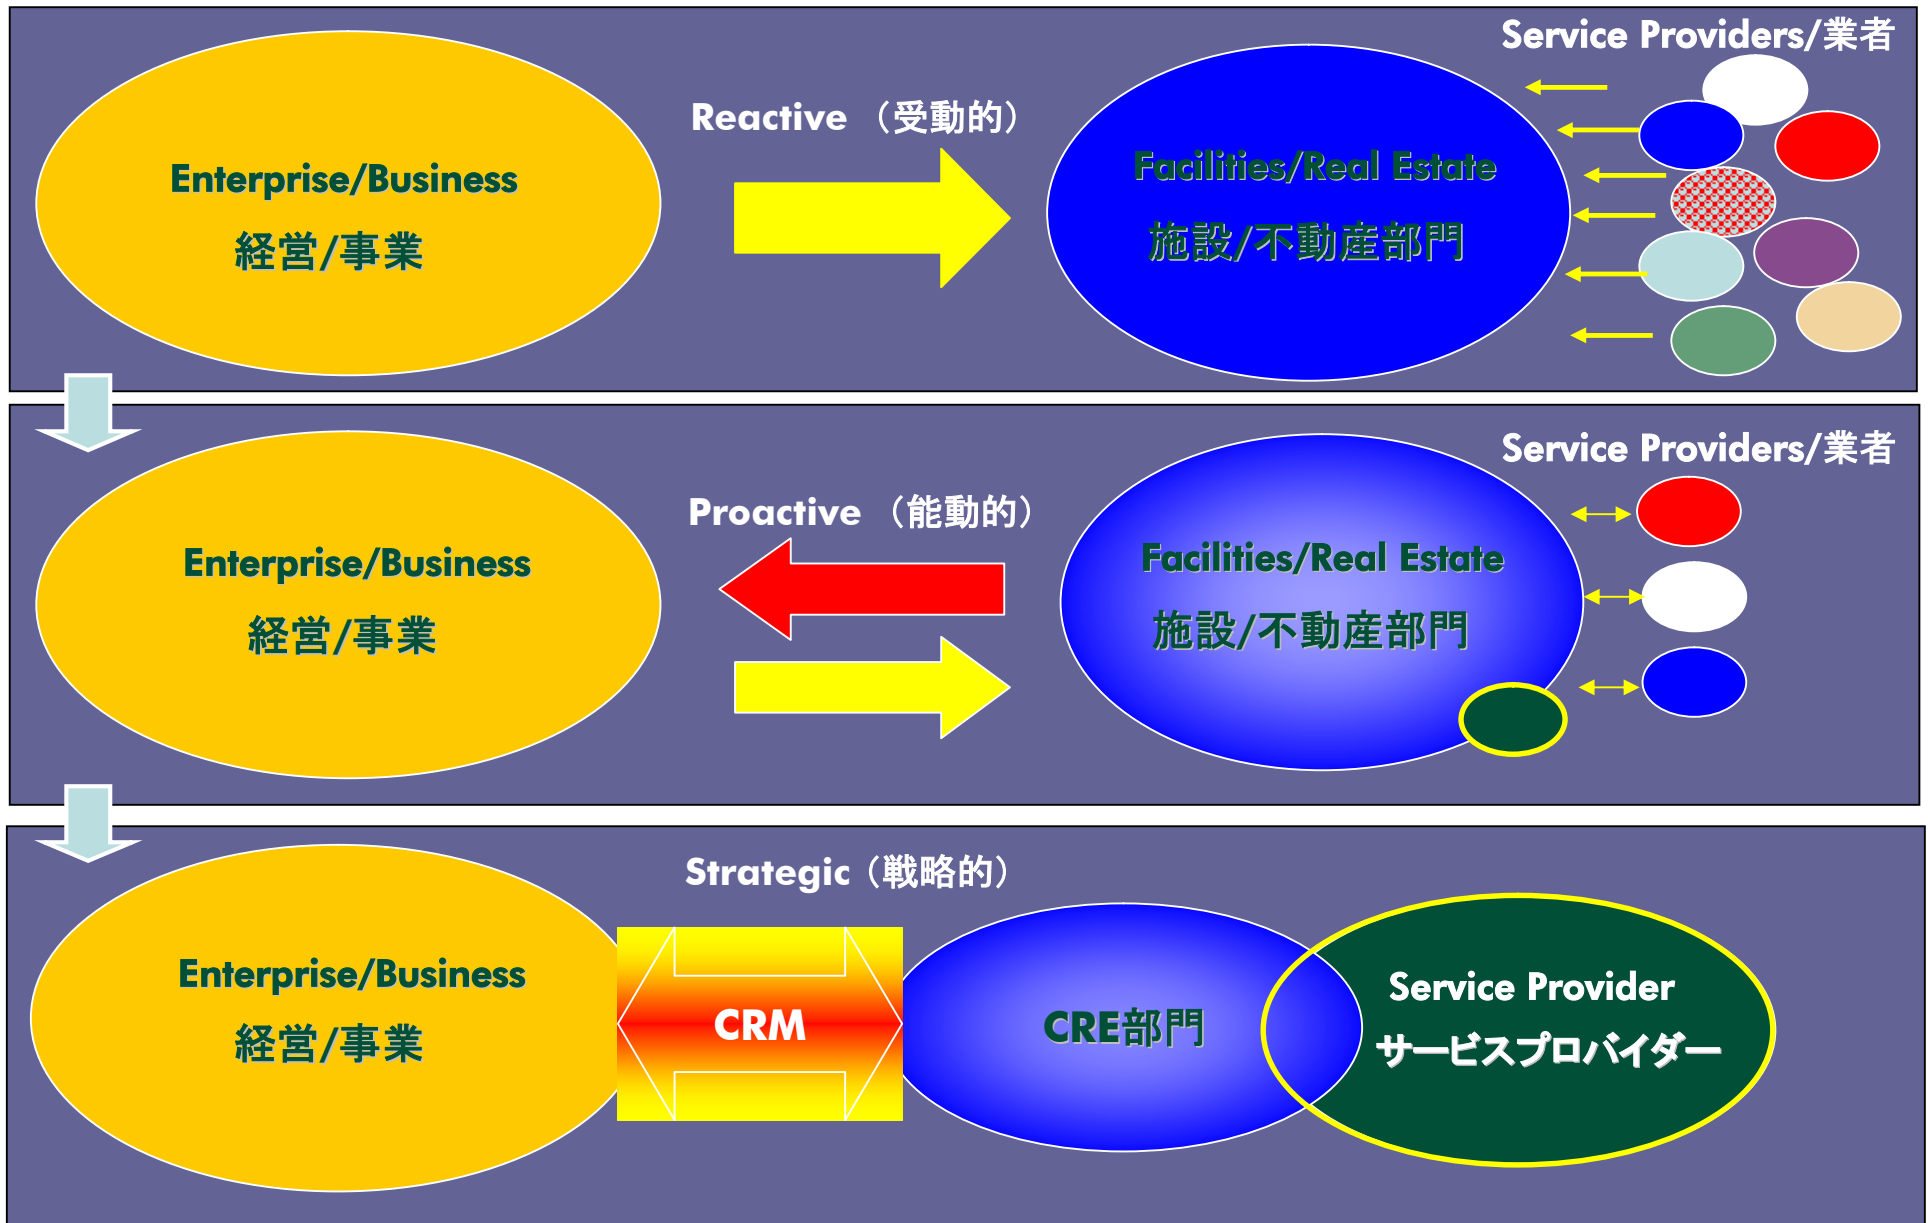 Service Providers/業者
Reactive （受動的）
Enterprise/Business
経営/事業
Facilities/Real Estate
施設/不動産部門
Service Providers/業者
Proactive （能動的）
Enterprise/Business
経営/事業
Facilities/Real Estate
施設/不動産部門
Strategic（戦略的）
Enterprise/Business
経営/事業
CRM
CRE部門
Service Provider
サービスプロバイダー